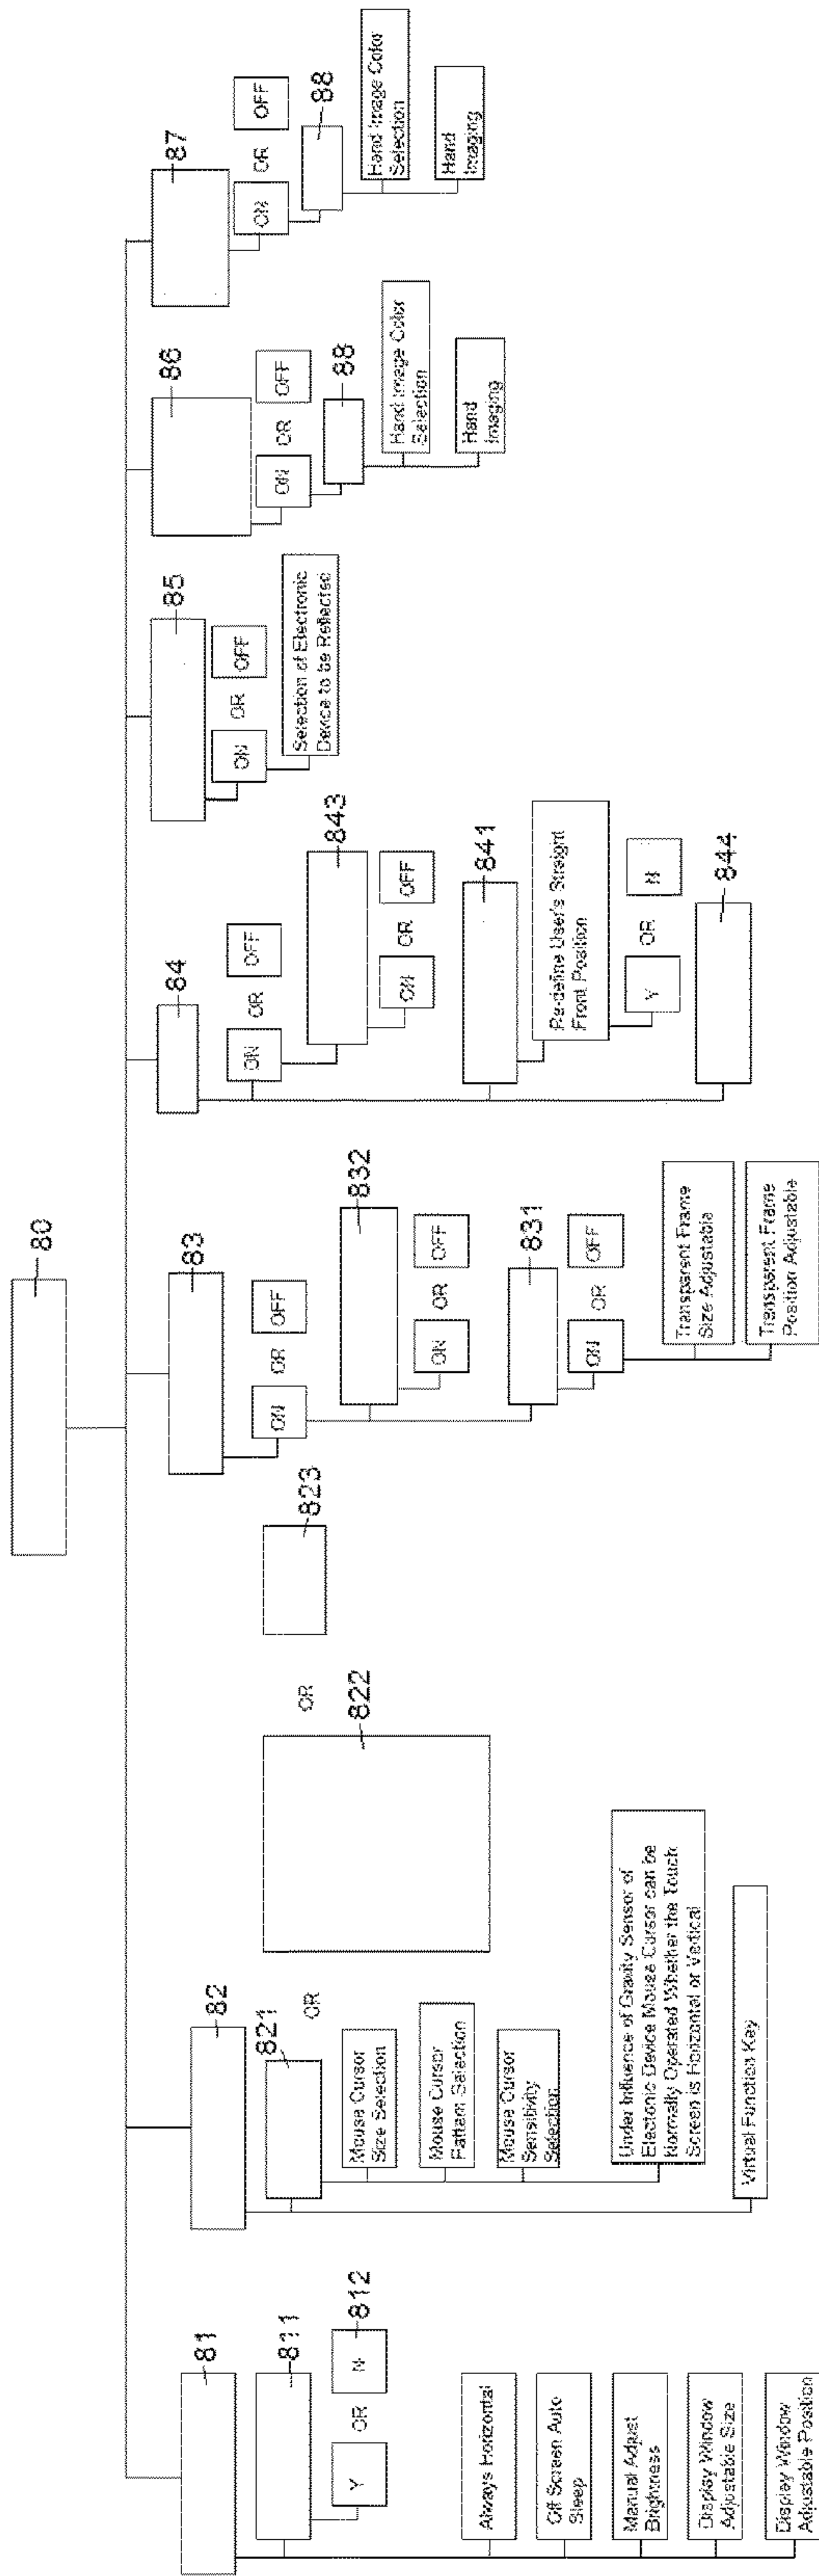 80
81
811
Y
OR
N
812
Always Horizontal
Off Screen Auto
Sleep
Manual Adjust
Brightness
Display Window
Adjustable Size
Display Window
Adjustable Position
82
821
OR
Mouse Cursor
Size Selection
Mouse Cursor
Pattern Selection
Mouse Cursor
Sensitivity
Selection
Under Influence of Gravity Sensor of
Electonic Device Mouse Cursor can be
Normally Operated Whether the Touch
Screen is Horizontal or Vertical
Virtual Function Key
822
OR
823
83
ON
OR
OFF
832
ON
OR
OFF
831
ON
OR
OFF
Transparent Frame
Size Adjustable
Transparent Frame
Position Adjustable
84
ON
OR
OFF
843
ON
OR
OFF
841
Re-define User's Straight
Front Position
Y
OR
N
844
85
ON
OR
OFF
Selection of Electronic
Device to be Reflected
86
ON
OR
OFF
88
Hand Image Color
Selection
Hand
Imaging
87
ON
OR
OFF
88
Hand Image Color
Selection
Hand
Imaging